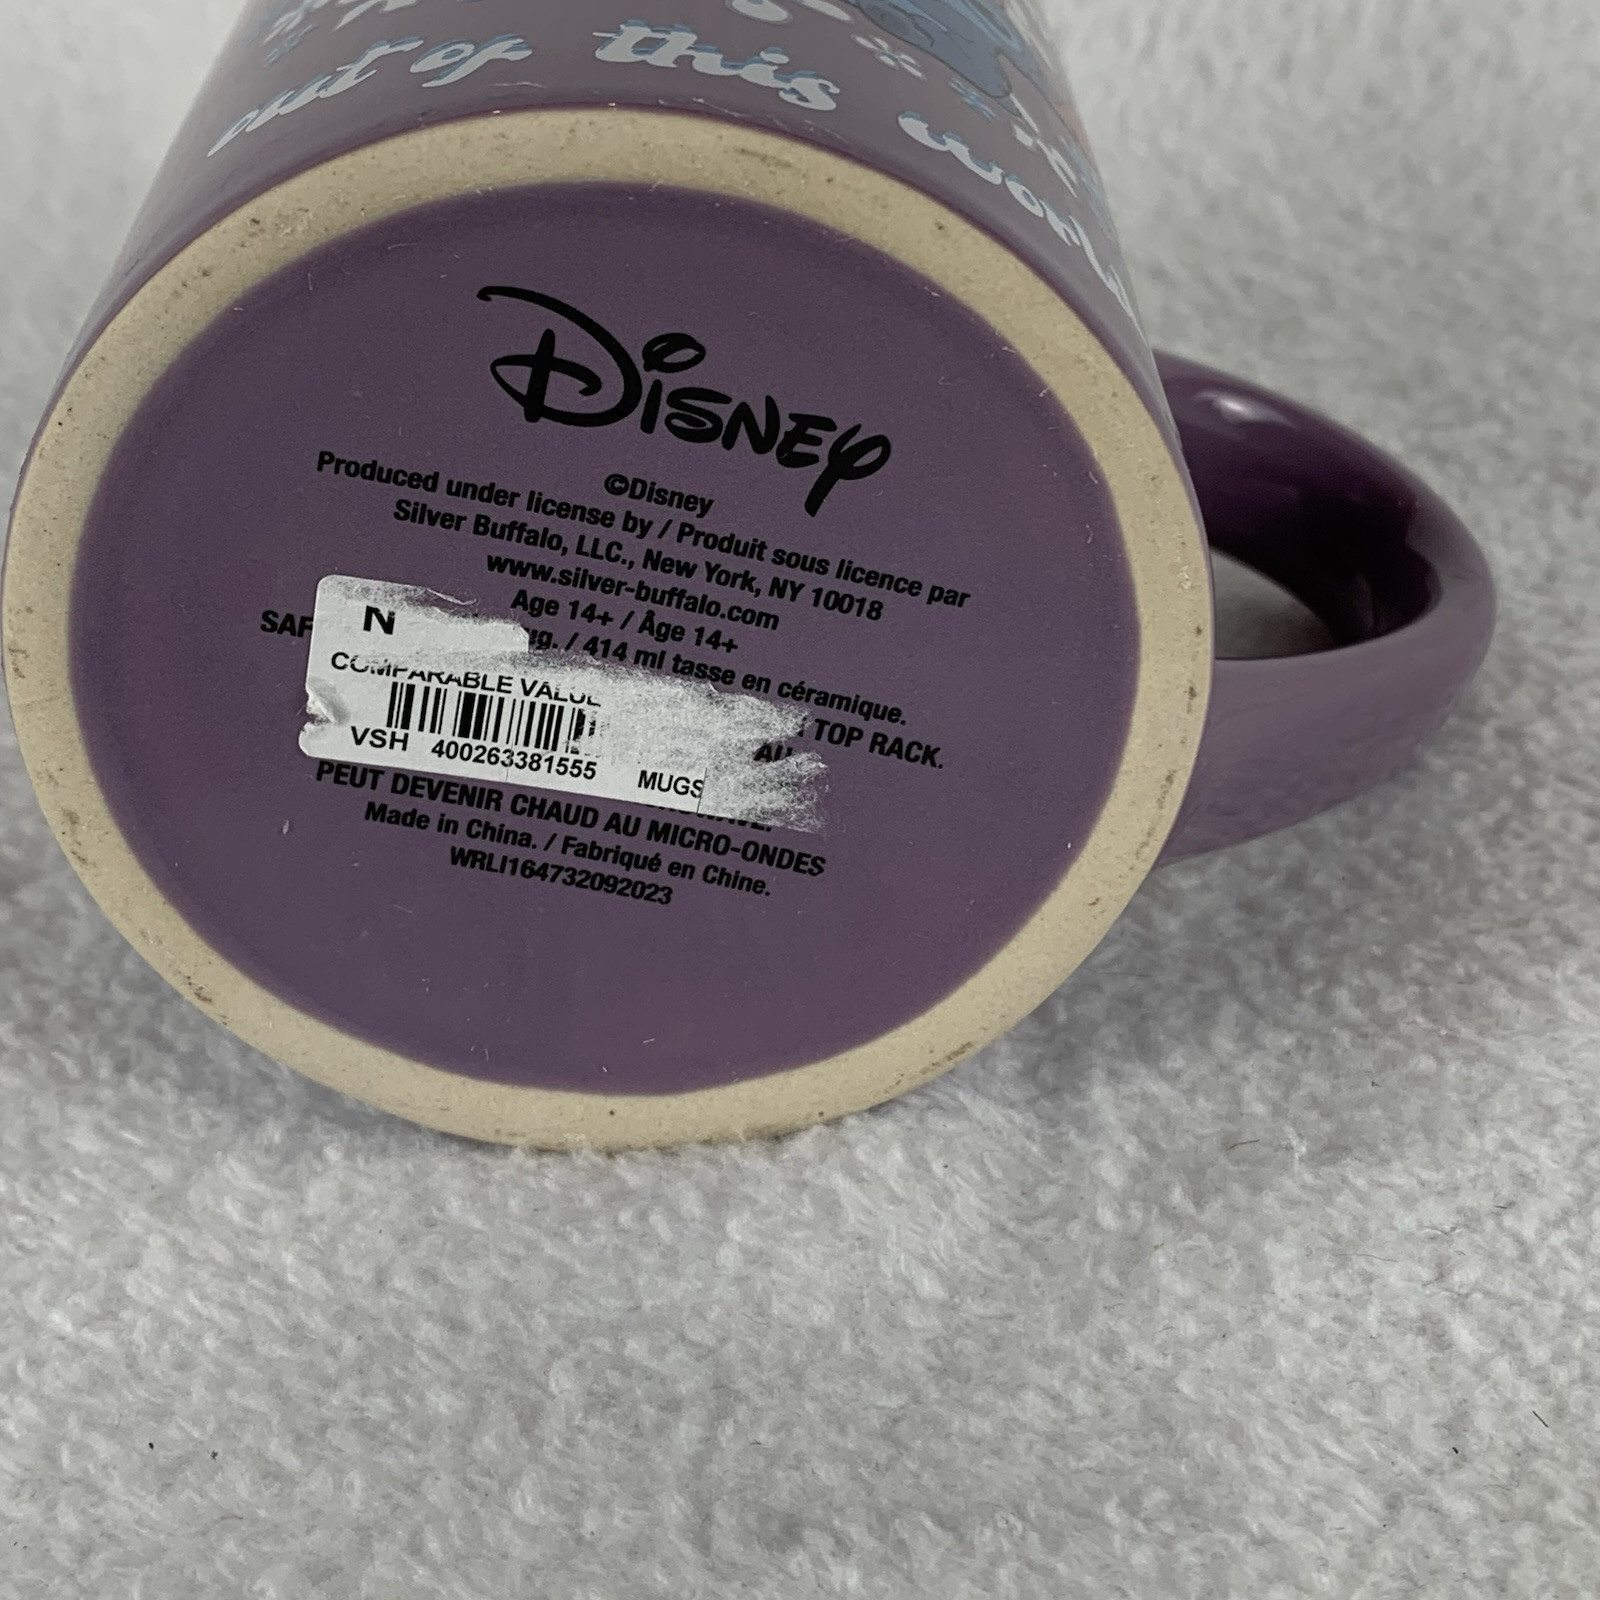 out of this
Disney
©Disney
Produced under license by / Produit sous licence par
Silver Buffalo, LLC., New York, NY 10018
www.silver-buffalo.com
Age 14+ / Âge 14+
/ 414 ml tasse en céramique.
TOP RACK.
N
COMPARABLE VALUE
VSH 400263381555 MUGS
PEUT DEVENIR CHAUD AU MICRO-ONDES
Made in China. / Fabriqué en Chine.
WRLI164732092023